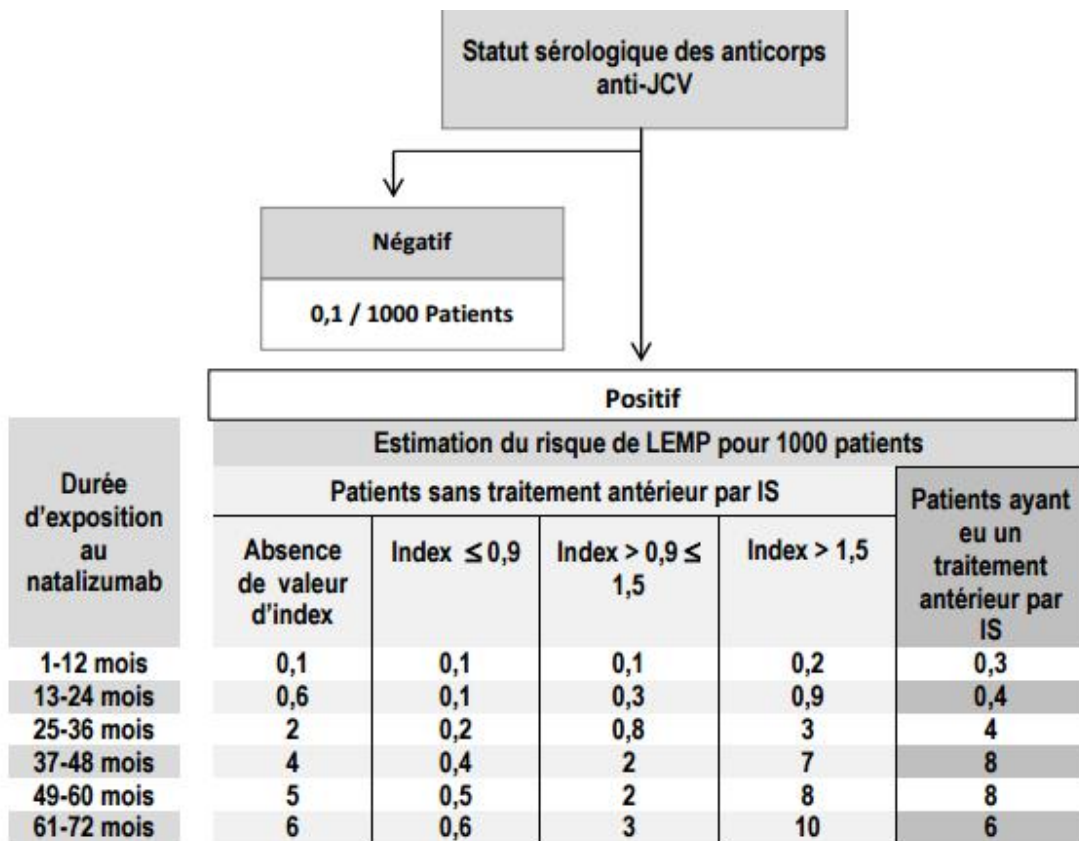 Statut sérologique des anticorps
anti-JCV
Négatif
0,1 / 1000 Patients
Positif
Durée
d'exposition
au
natalizumab
Estimation du risque de LEMP pour 1000 patients
Patients sans traitement antérieur par IS
Patients ayant
eu un
traitement
antérieur par
IS
Absence
de valeur
d'index
Index ≤ 0,9
Index > 0,9 ≤
1,5
Index > 1,5
1-12 mois 0,1 0,1 0,1 0,2 0,3
13-24 mois 0,6 0,1 0,3 0,9 0,4
25-36 mois 2 0,2 0,8 3 4
37-48 mois 4 0,4 2 7 8
49-60 mois 5 0,5 2 8 8
61-72 mois 6 0,6 3 10 6